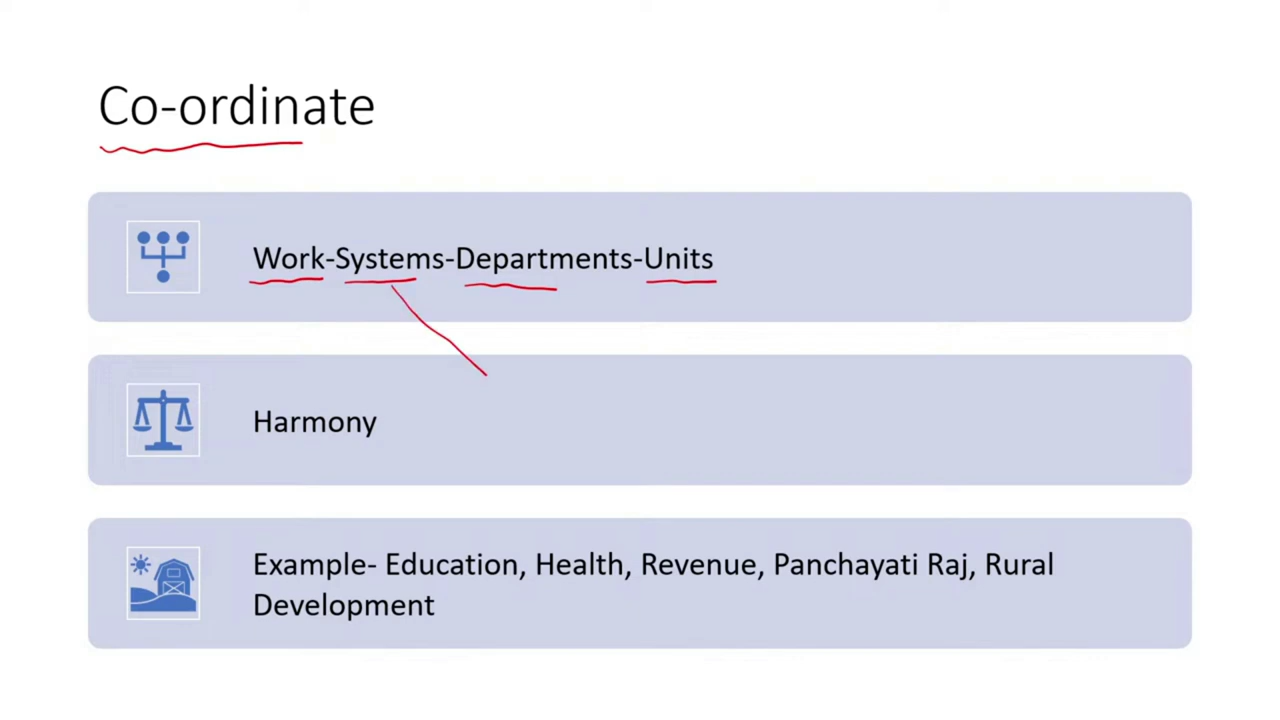 Co-ordinate
Work-Systems-Departments-Units
Harmony
Example- Education, Health, Revenue, Panchayati Raj, Rural
Development